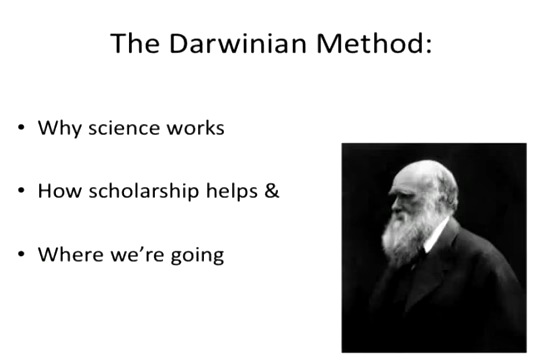 The Darwinian Method:
• Why science works
• How scholarship helps &
• Where we’re going